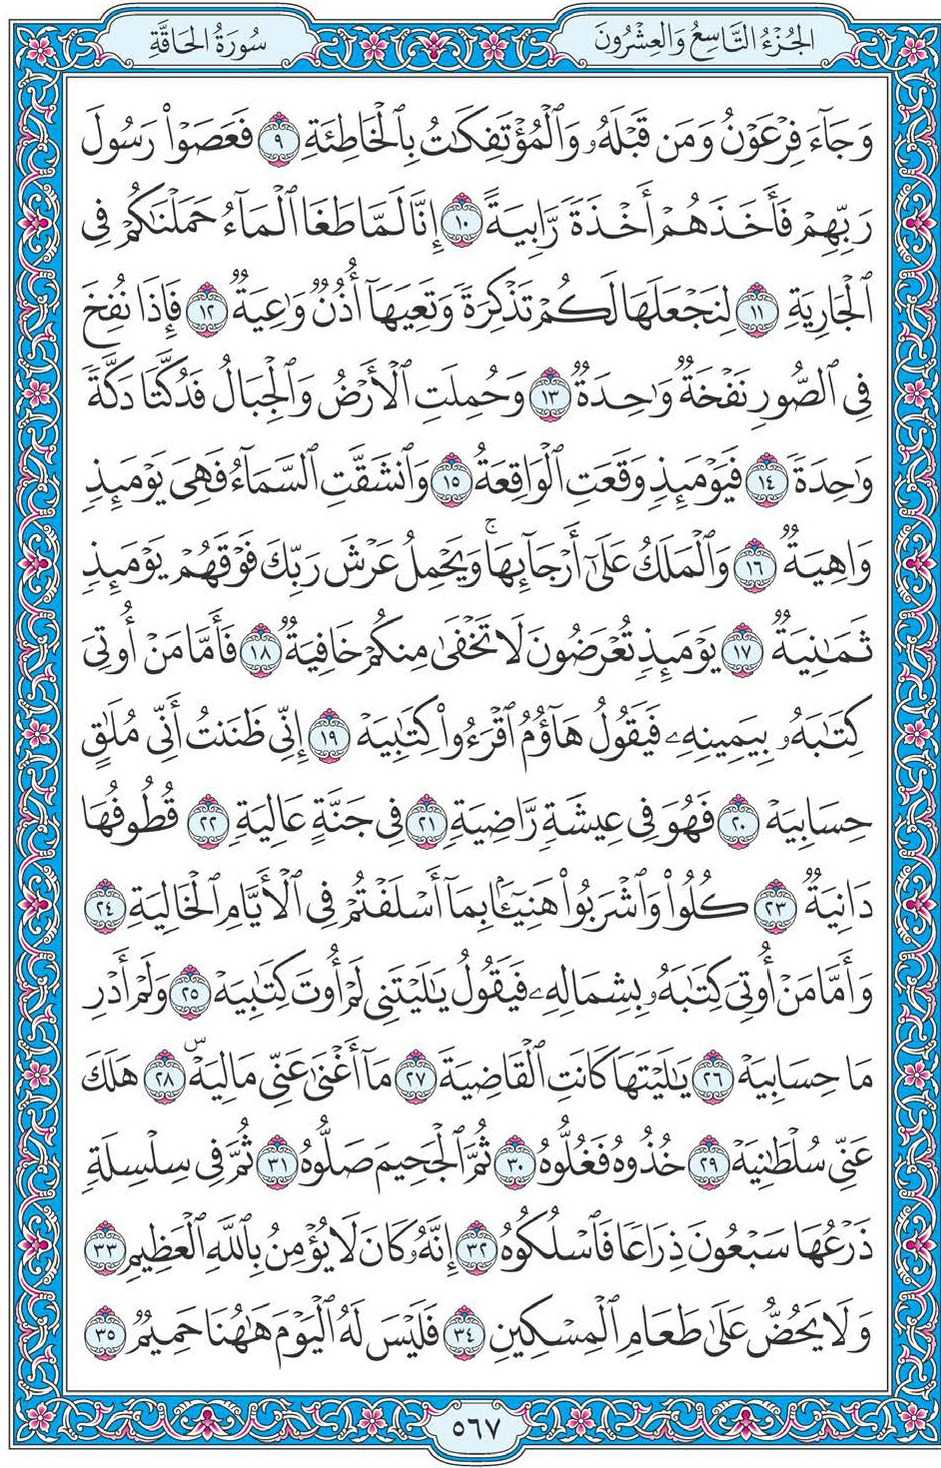 الجُزْءُ التَّاسِعُ وَالعِشْرُونَ
سُورَةُ الحَاقَّةِ
وَجَآءَ فِرْعَوْنُ وَمَن قَبْلَهُۥ وَٱلْمُؤْتَفِكَـٰتُ بِٱلْخَاطِئَةِ ٩ فَعَصَوْا۟ رَسُولَ
رَبِّهِمْ فَأَخَذَهُمْ أَخْذَةً رَّابِيَةً ١٠ إِنَّا لَمَّا طَغَا ٱلْمَآءُ حَمَلْنَـٰكُمْ فِى
ٱلْجَارِيَةِ ١١ لِنَجْعَلَهَا لَكُمْ تَذْكِرَةً وَتَعِيَهَآ أُذُنٌ وَٰعِيَةٌ ١٢ فَإِذَا نُفِخَ
فِى ٱلصُّورِ نَفْخَةٌ وَٰحِدَةٌ ١٣ وَحُمِلَتِ ٱلْأَرْضُ وَٱلْجِبَالُ فَدُكَّتَا دَكَّةً
وَٰحِدَةً ١٤ فَيَوْمَئِذٍ وَقَعَتِ ٱلْوَاقِعَةُ ١٥ وَٱنشَقَّتِ ٱلسَّمَآءُ فَهِىَ يَوْمَئِذٍ
وَاهِيَةٌ ١٦ وَٱلْمَلَكُ عَلَىٰٓ أَرْجَآئِهَا ۚ وَيَحْمِلُ عَرْشَ رَبِّكَ فَوْقَهُمْ يَوْمَئِذٍ
ثَمَـٰنِيَةٌ ١٧ يَوْمَئِذٍ تُعْرَضُونَ لَا تَخْفَىٰ مِنكُمْ خَافِيَةٌ ١٨ فَأَمَّا مَنْ أُوتِىَ
كِتَـٰبَهُۥ بِيَمِينِهِۦ فَيَقُولُ هَآؤُمُ ٱقْرَءُوا۟ كِتَـٰبِيَهْ ١٩ إِنِّى ظَنَنتُ أَنِّى مُلَـٰقٍ
حِسَابِيَهْ ٢٠ فَهُوَ فِى عِيشَةٍ رَّاضِيَةٍ ٢١ فِى جَنَّةٍ عَالِيَةٍ ٢٢ قُطُوفُهَا
دَانِيَةٌ ٢٣ كُلُوا۟ وَٱشْرَبُوا۟ هَنِيٓـًٔۢا بِمَآ أَسْلَفْتُمْ فِى ٱلْأَيَّامِ ٱلْخَالِيَةِ ٢٤
وَأَمَّا مَنْ أُوتِىَ كِتَـٰبَهُۥ بِشِمَالِهِۦ فَيَقُولُ يَـٰلَيْتَنِى لَمْ أُوتَ كِتَـٰبِيَهْ ٢٥ وَلَمْ أَدْرِ
مَا حِسَابِيَهْ ٢٦ يَـٰلَيْتَهَا كَانَتِ ٱلْقَاضِيَةَ ٢٧ مَآ أَغْنَىٰ عَنِّى مَالِيَهْ ۜ ٢٨ هَلَكَ
عَنِّى سُلْطَـٰنِيَهْ ٢٩ خُذُوهُ فَغُلُّوهُ ٣٠ ثُمَّ ٱلْجَحِيمَ صَلُّوهُ ٣١ ثُمَّ فِى سِلْسِلَةٍ
ذَرْعُهَا سَبْعُونَ ذِرَاعًا فَٱسْلُكُوهُ ٣٢ إِنَّهُۥ كَانَ لَا يُؤْمِنُ بِٱللَّهِ ٱلْعَظِيمِ ٣٣
وَلَا يَحُضُّ عَلَىٰ طَعَامِ ٱلْمِسْكِينِ ٣٤ فَلَيْسَ لَهُ ٱلْيَوْمَ هَـٰهُنَا حَمِيمٌ ٣٥
٥٦٧